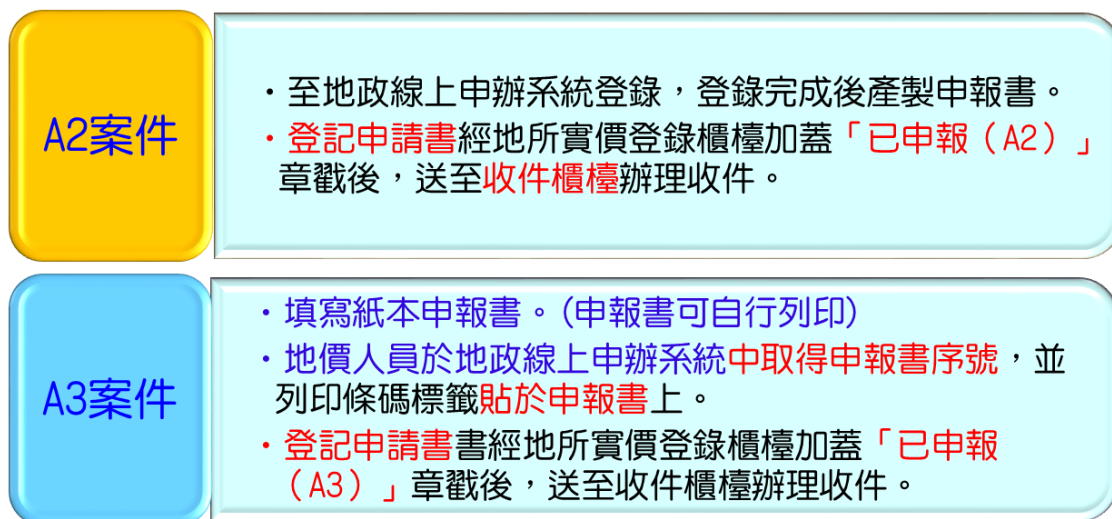 A2案件
・至地政線上申辦系統登錄，登錄完成後產製申報書。
・登記申請書經地所實價登錄櫃檯加蓋「已申報（A2）」
章戳後，送至收件櫃檯辦理收件。
A3案件
・填寫紙本申報書。(申報書可自行列印)
・地價人員於地政線上申辦系統中取得申報書序號，並
列印條碼標籤貼於申報書上。
・登記申請書書經地所實價登錄櫃檯加蓋「已申報
（A3）」章戳後，送至收件櫃檯辦理收件。